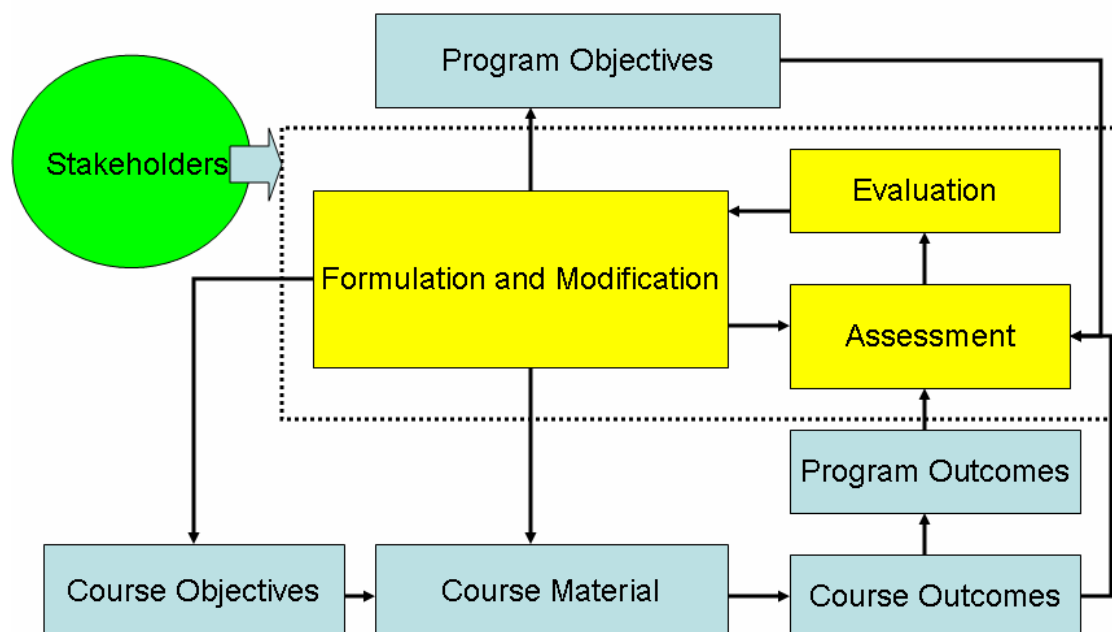 Program Objectives
Stakeholders
Evaluation
Formulation and Modification
Assessment
Program Outcomes
Course Objectives
Course Material
Course Outcomes